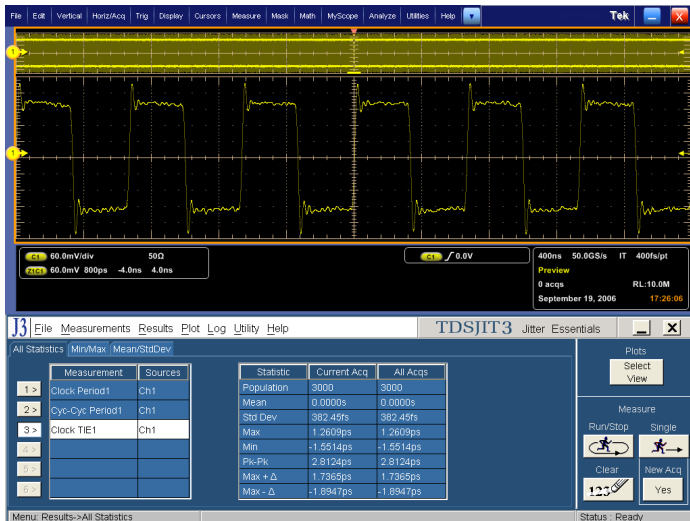 File Edit Vertical Horiz/Acq Trig Display Cursors Measure Mask Math MyScope Analyze Utilities Help Tek X
1
1
C1 60.0mV/div 50Ω
Z1C1 60.0mV 800ps -4.0ns 4.0ns
C1 0.0V
400ns 50.0GS/s IT 400fs/pt
Preview
0 acqs RL:10.0M
September 19, 2006 17:26:06
J3 File Measurements Results Plot Log Utility Help TDSJIT3 Jitter Essentials _ X
All Statistics Min/Max Mean/StdDev
Measurement Sources
1 > Clock Period1 Ch1
2 > Cyc-Cyc Period1 Ch1
3 > Clock TIE1 Ch1
4 >
5 >
6 >
Statistic Current Acq All Acqs
Population 3000 3000
Mean 0.0000s 0.0000s
Std Dev 382.45fs 382.45fs
Max 1.2609ps 1.2609ps
Min -1.5514ps -1.5514ps
Pk-Pk 2.8124ps 2.8124ps
Max + Δ 1.7365ps 1.7365ps
Max - Δ -1.8947ps -1.8947ps
Plots
Select
View
Measure
Run/Stop Single
Clear New Acq
123 Yes
Menu: Results->All Statistics Status : Ready